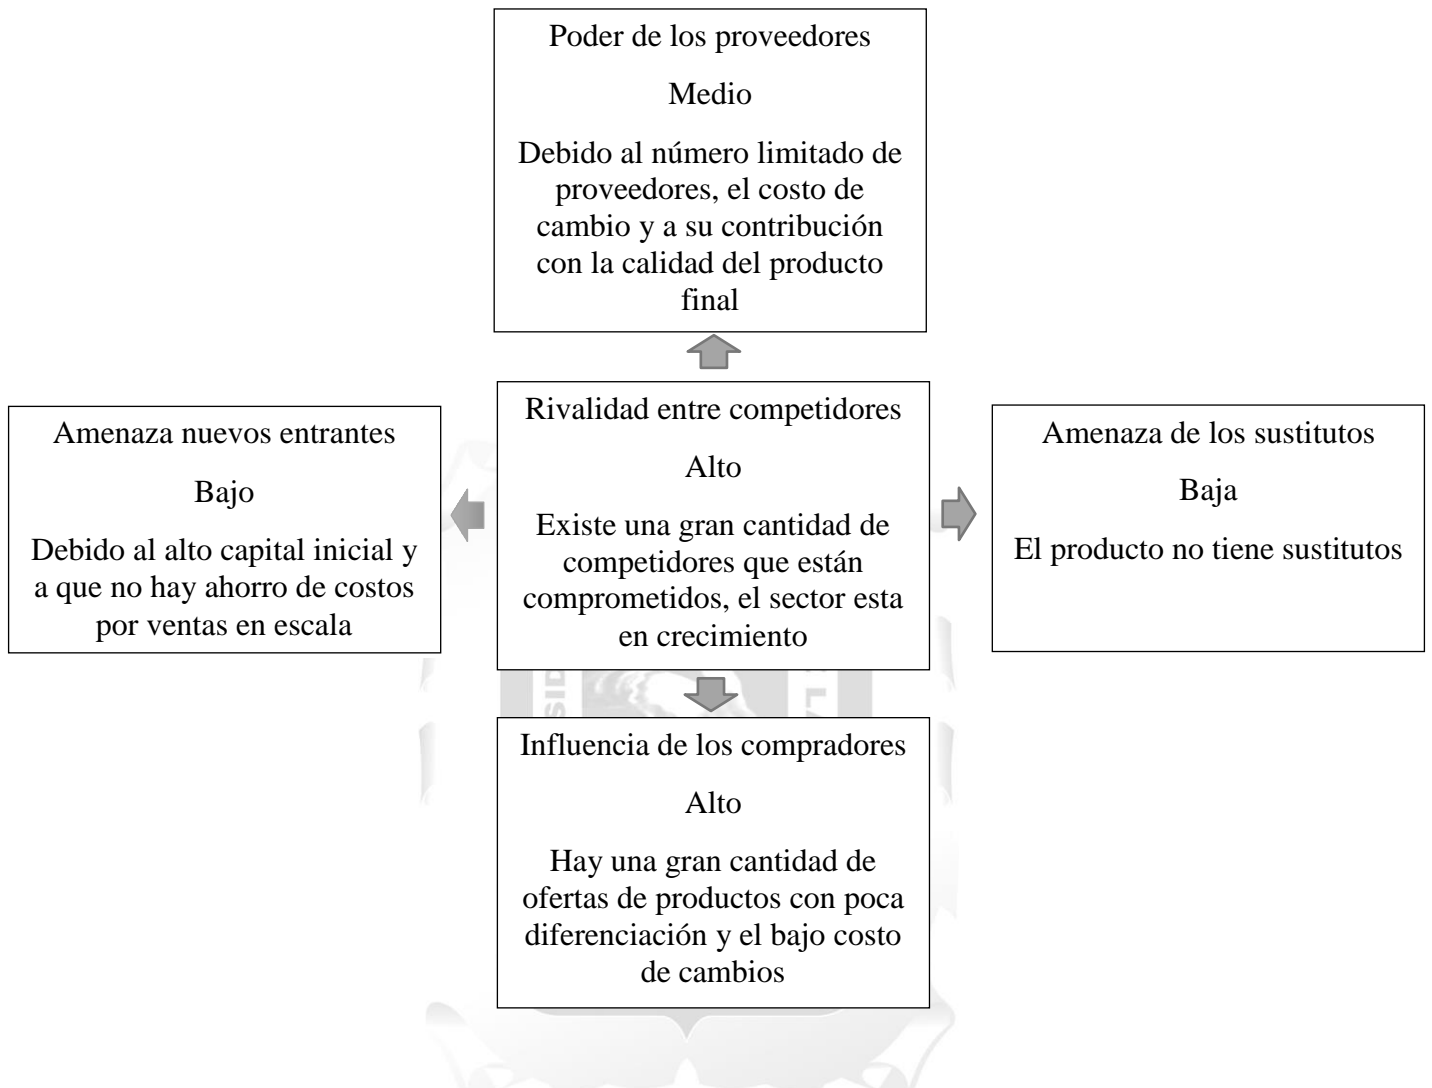 Poder de los proveedores
Medio
Debido al número limitado de
proveedores, el costo de
cambio y a su contribución
con la calidad del producto
final
Amenaza nuevos entrantes
Bajo
Debido al alto capital inicial y
a que no hay ahorro de costos
por ventas en escala
Rivalidad entre competidores
Alto
Existe una gran cantidad de
competidores que están
comprometidos, el sector esta
en crecimiento
Amenaza de los sustitutos
Baja
El producto no tiene sustitutos
Influencia de los compradores
Alto
Hay una gran cantidad de
ofertas de productos con poca
diferenciación y el bajo costo
de cambios